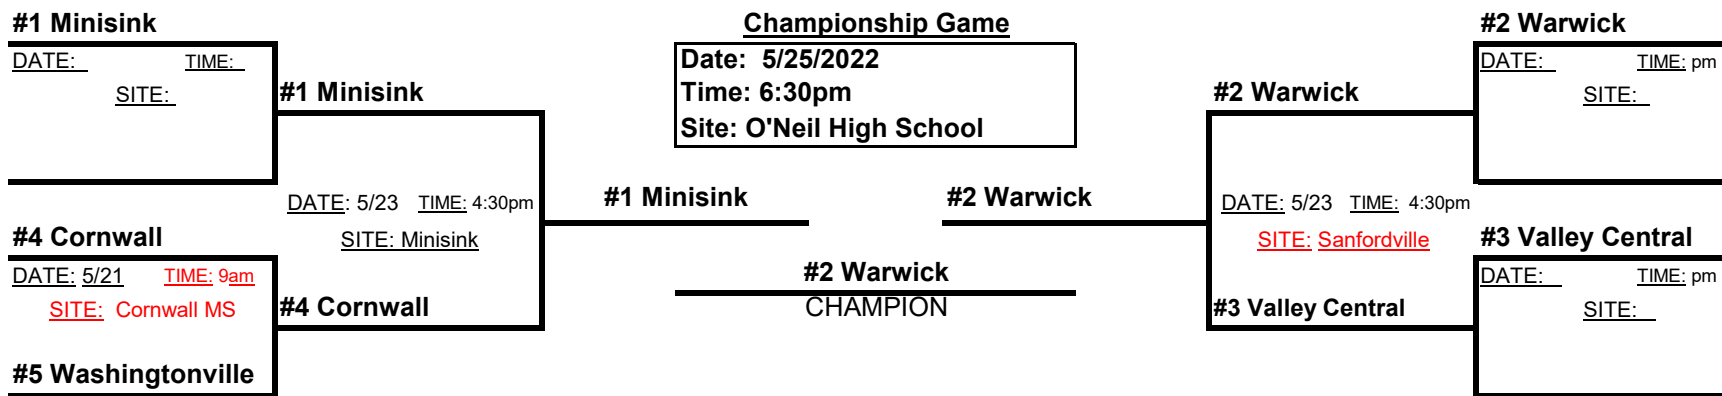 #1 Minisink
Championship Game
#2 Warwick
DATE: TIME:
Date: 5/25/2022
DATE: TIME: pm
SITE:
#1 Minisink
Time: 6:30pm
#2 Warwick
SITE:
Site: O'Neil High School
DATE: 5/23 TIME: 4:30pm
#1 Minisink
#2 Warwick
DATE: 5/23 TIME: 4:30pm
#4 Cornwall
SITE: Minisink
SITE: Sanfordville
#3 Valley Central
DATE: 5/21 TIME: 9am
#2 Warwick
DATE: TIME: pm
SITE: Cornwall MS
#4 Cornwall
CHAMPION
#3 Valley Central
SITE:
#5 Washingtonville